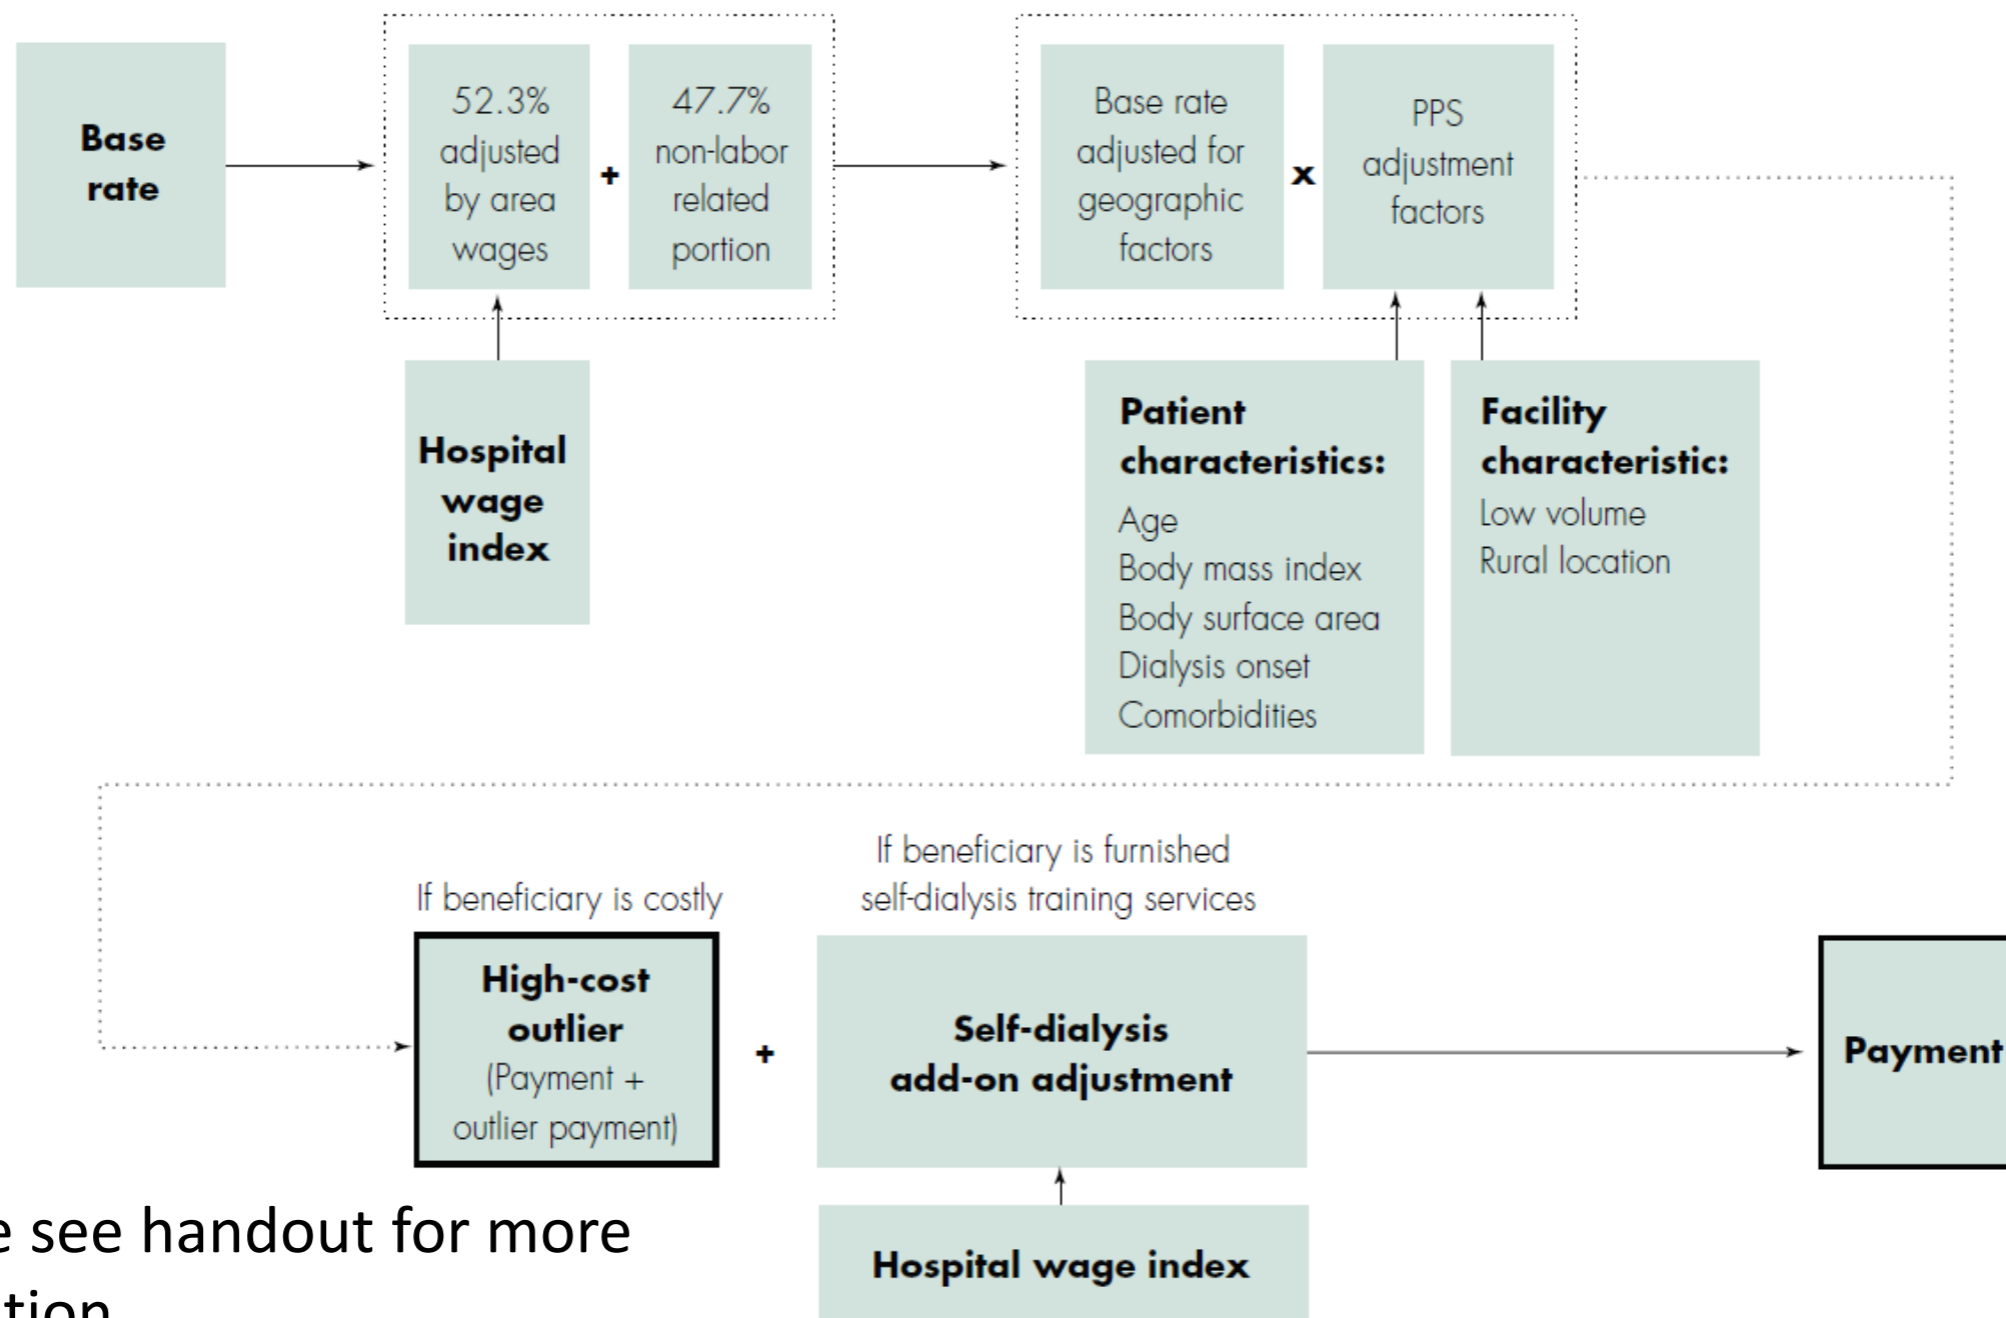 Base
rate
52.3%
adjusted
by area
wages
+
47.7%
non-labor
related
portion
Base rate
adjusted for
geographic
factors
x
PPS
adjustment
factors
Hospital
wage
index
Patient
characteristics:
Age
Body mass index
Body surface area
Dialysis onset
Comorbidities
Facility
characteristic:
Low volume
Rural location
If beneficiary is costly
High-cost
outlier
(Payment +
outlier payment)
+
If beneficiary is furnished
self-dialysis training services
Self-dialysis
add-on adjustment
Payment
Hospital wage index
see handout for more